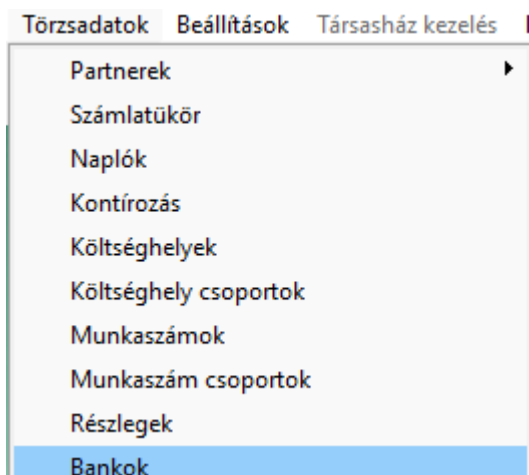 Törzsadatok Beállítások Társasház kezelés
Partnerek
Számlatükör
Naplók
Kontírozás
Költséghelyek
Költséghely csoportok
Munkaszámok
Munkaszám csoportok
Részlegek
Bankok